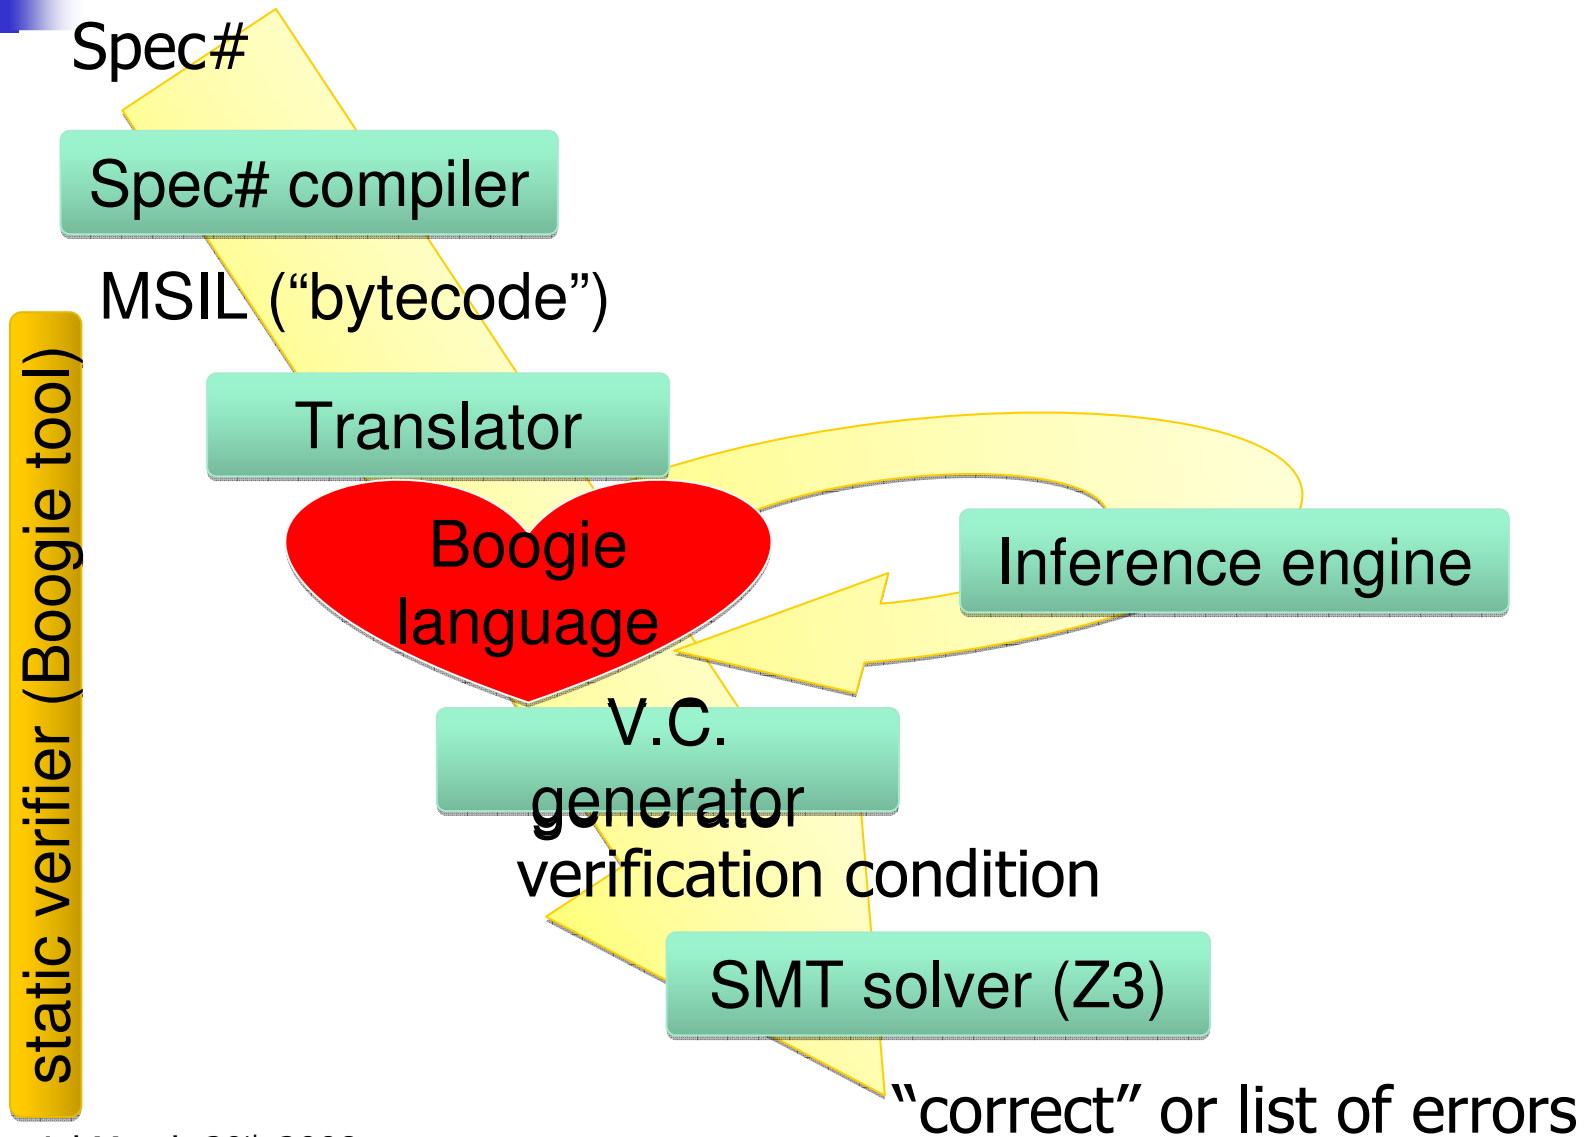 Spec#
Spec# compiler
MSIL (“bytecode”)
static verifier (Boogie tool)
Translator
Boogie
language
Inference engine
V.C.
generator
verification condition
SMT solver (Z3)
“correct” or list of errors